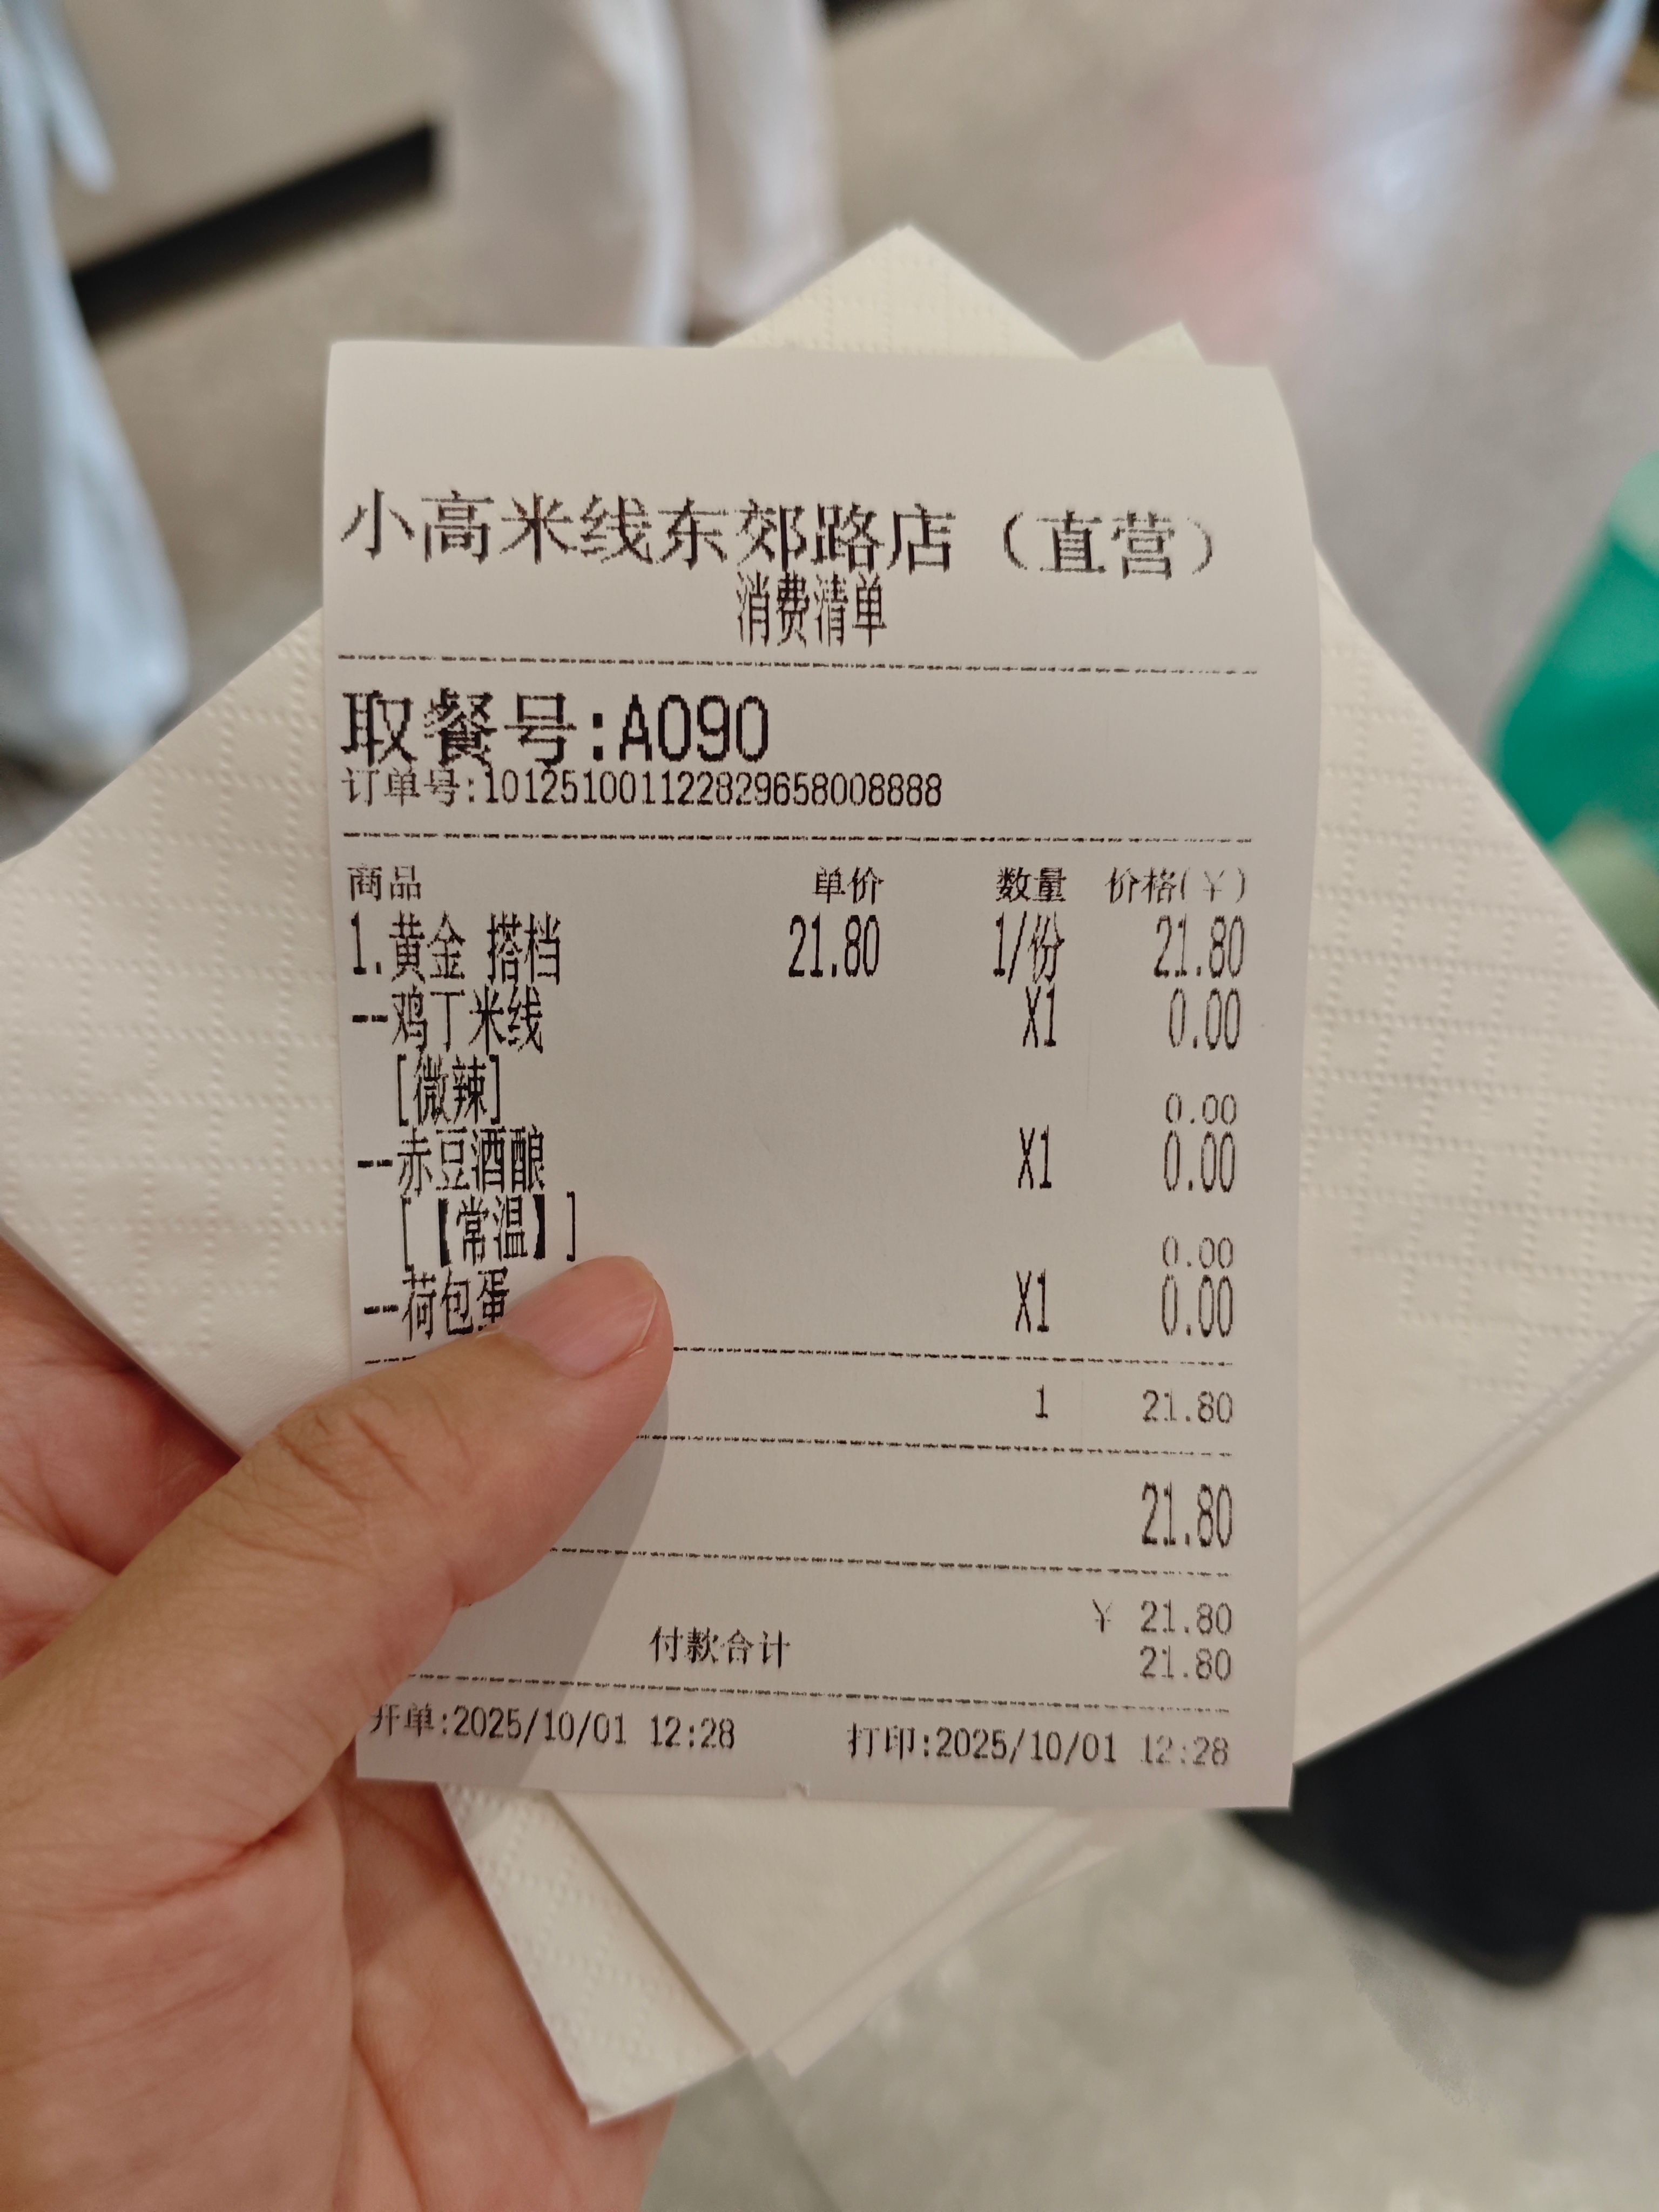 小高米线东郊路店（直营）
消费清单
取餐号:A090
订单号:101251001122829658008888
商品 单价 数量 价格(￥)
1.黄金 搭档 21.80 1/份 21.80
--鸡丁米线 X1 0.00
[微辣] 0.00
--赤豆酒酿 X1 0.00
[【常温】] 0.00
--荷包蛋 X1 0.00
1 21.80
21.80
￥ 21.80
付款合计 21.80
开单:2025/10/01 12:28 打印:2025/10/01 12:28